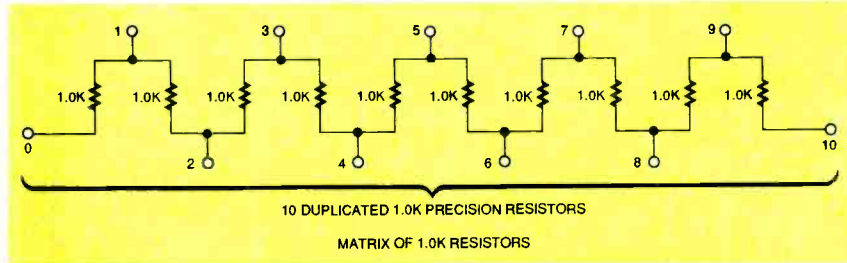 1 3 5 7 9
1.0K 1.0K 1.0K 1.0K 1.0K 1.0K 1.0K 1.0K 1.0K 1.0K
0 2 4 6 8 10
10 DUPLICATED 1.0K PRECISION RESISTORS
MATRIX OF 1.0K RESISTORS